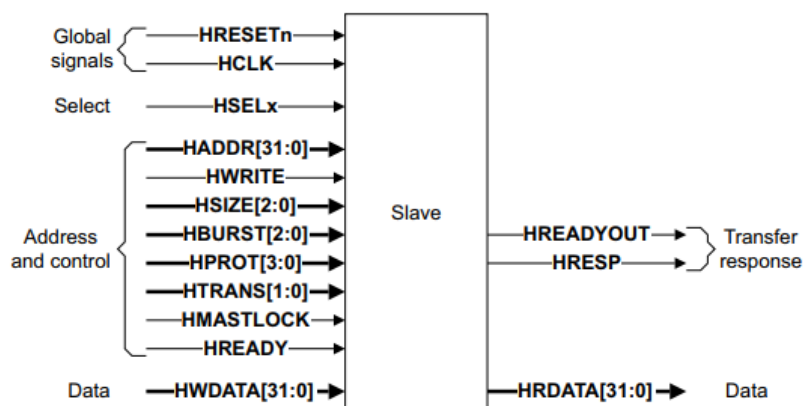 Global
signals
HRESETn
HCLK
Select
HSELx
Address
and control
HADDR[31:0]
HWRITE
HSIZE[2:0]
HBURST[2:0]
HPROT[3:0]
HTRANS[1:0]
HMASTLOCK
HREADY
Data
HWDATA[31:0]
Slave
HREADYOUT
HRESP
Transfer
response
HRDATA[31:0]
Data